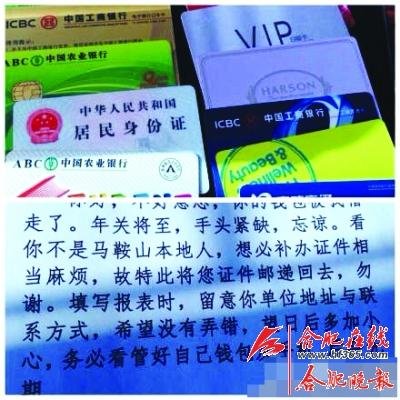 ICBC 中国工商银行
ABC 中国农业银行
VIP
中华人民共和国
居民身份证
HARSON
ICBC 中国工商银行
ABC 中国农业银行
Wellness
& Beauty
走了。年关将至，手头紧缺，忘谅。看
你不是马鞍山本地人，想必补办证件相
当麻烦，故特此将您证件邮递回去，勿
谢。填写报表时，留意你单位地址与联
系方式，希望没有弄错，望日后多加小
心，务必看管好自己钱包
期
合肥在线
www.hf365.com
合肥晚报